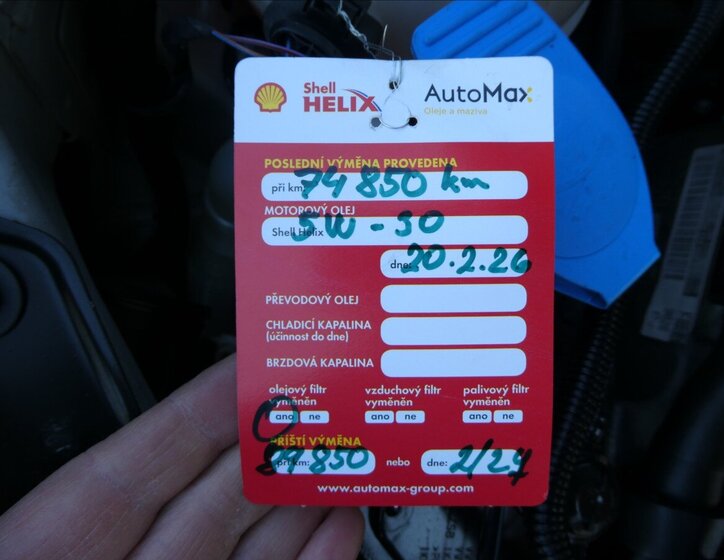 Shell HELIX AutoMax
Oleje a maziva
POSLEDNÍ VÝMĚNA PROVEDENA
při km: 74 850 km
MOTOROVÝ OLEJ
Shell Helix 5W-30
dne: 20.2.26
PŘEVODOVÝ OLEJ
CHLADICÍ KAPALINA
(účinnost do dne)
BRZDOVÁ KAPALINA
olejový filtr vzduchový filtr palivový filtr
vyměněn vyměněn vyměněn
ano ne ano ne ano ne
PŘÍŠTÍ VÝMĚNA
při km: 89850 nebo dne: 2/27
www.automax-group.com